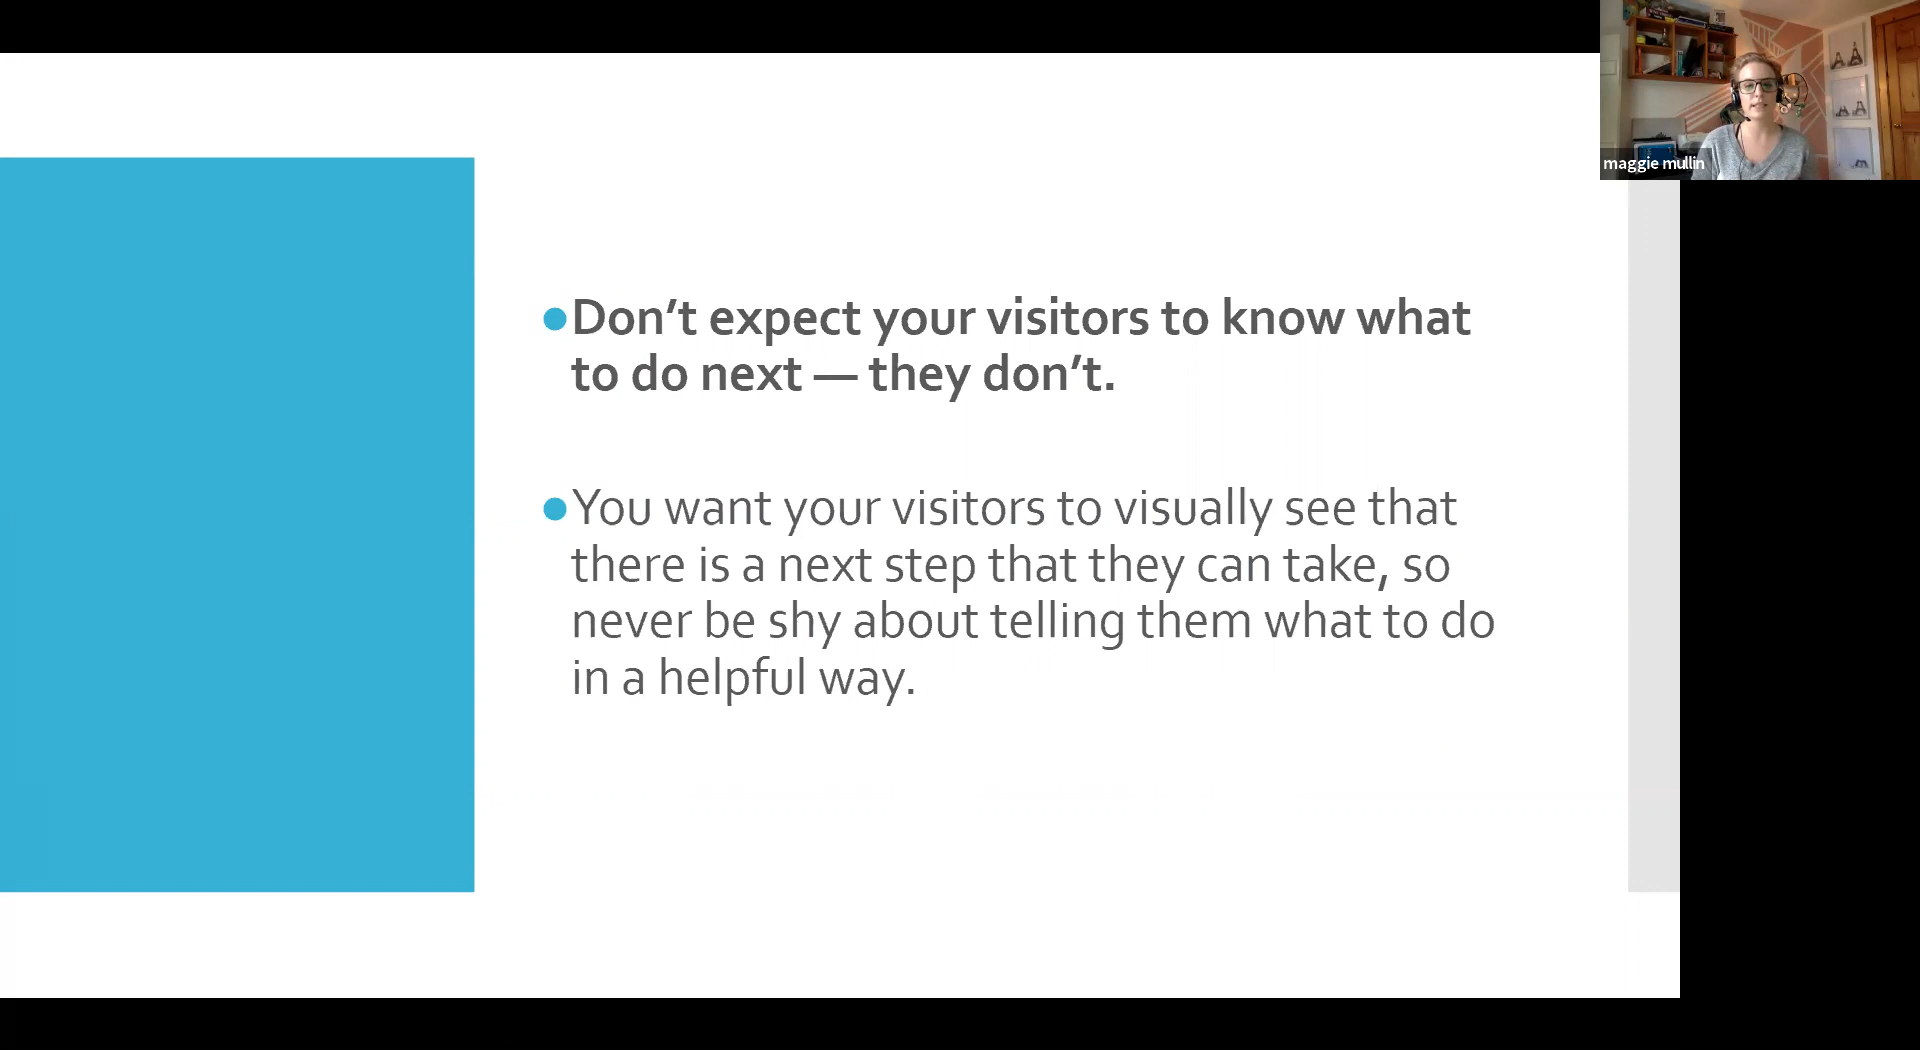 maggie mullin
Don’t expect your visitors to know what
to do next — they don’t.
You want your visitors to visually see that
there is a next step that they can take, so
never be shy about telling them what to do
in a helpful way.